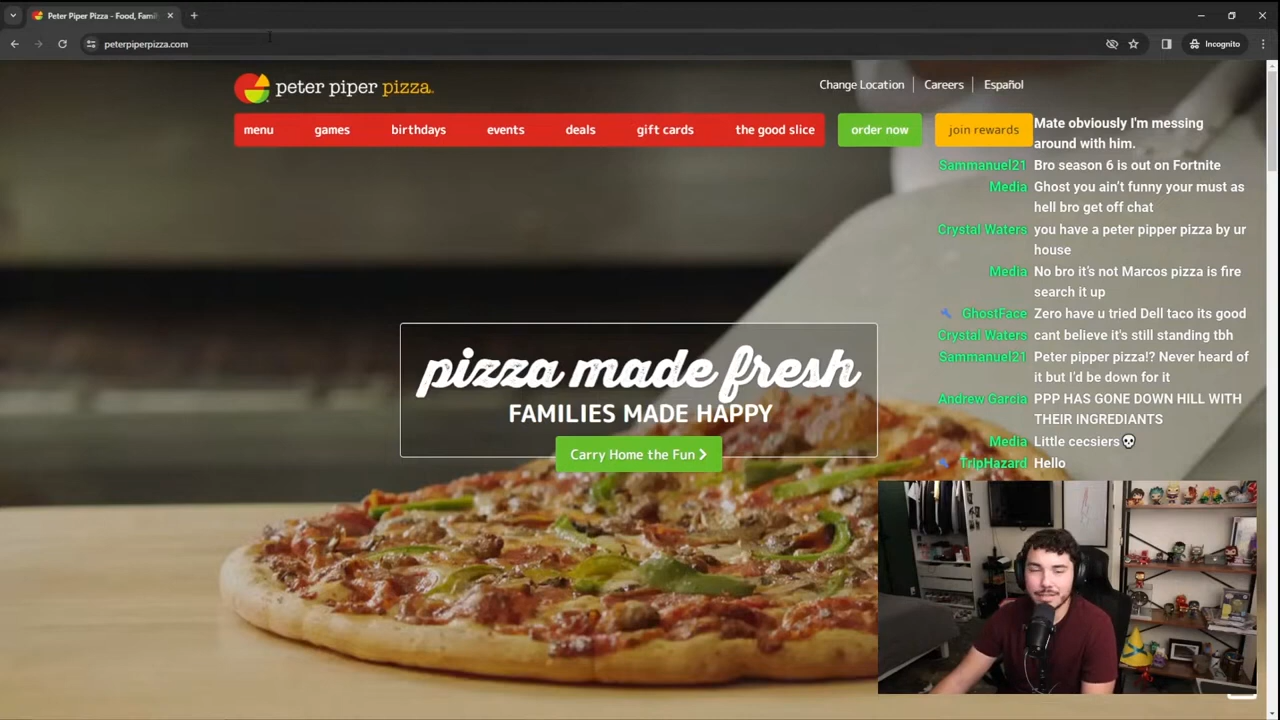 Peter Piper Pizza - Food, Fami
peterpiperpizza.com
Incognito
peter piper pizza.
Change Location
Careers
Español
menu
games
birthdays
events
deals
gift cards
the good slice
order now
join rewards
pizza made fresh
FAMILIES MADE HAPPY
Carry Home the Fun
Mate obviously I'm messing
around with him.
Sammanuel21 Bro season 6 is out on Fortnite
Media Ghost you ain't funny your must as
hell bro get off chat
Crystal Waters you have a peter pipper pizza by ur
house
Media No bro it's not Marcos pizza is fire
search it up
GhostFace Zero have u tried Dell taco its good
Crystal Waters cant believe it's still standing tbh
Sammanuel21 Peter pipper pizza!? Never heard of
it but I'd be down for it
Andrew Garcia PPP HAS GONE DOWN HILL WITH
THEIR INGREDIANTS
Media Little cecsiers💀
TripHazard Hello